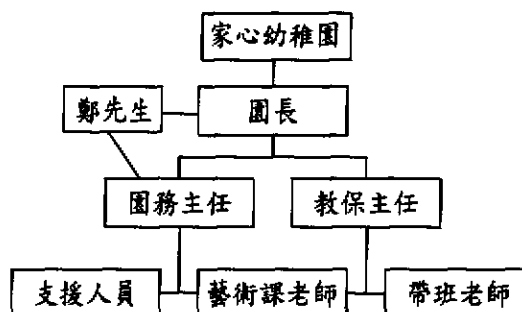 家心幼稚園
鄭先生
園長
園務主任
教保主任
支援人員
藝術課老師
帶班老師